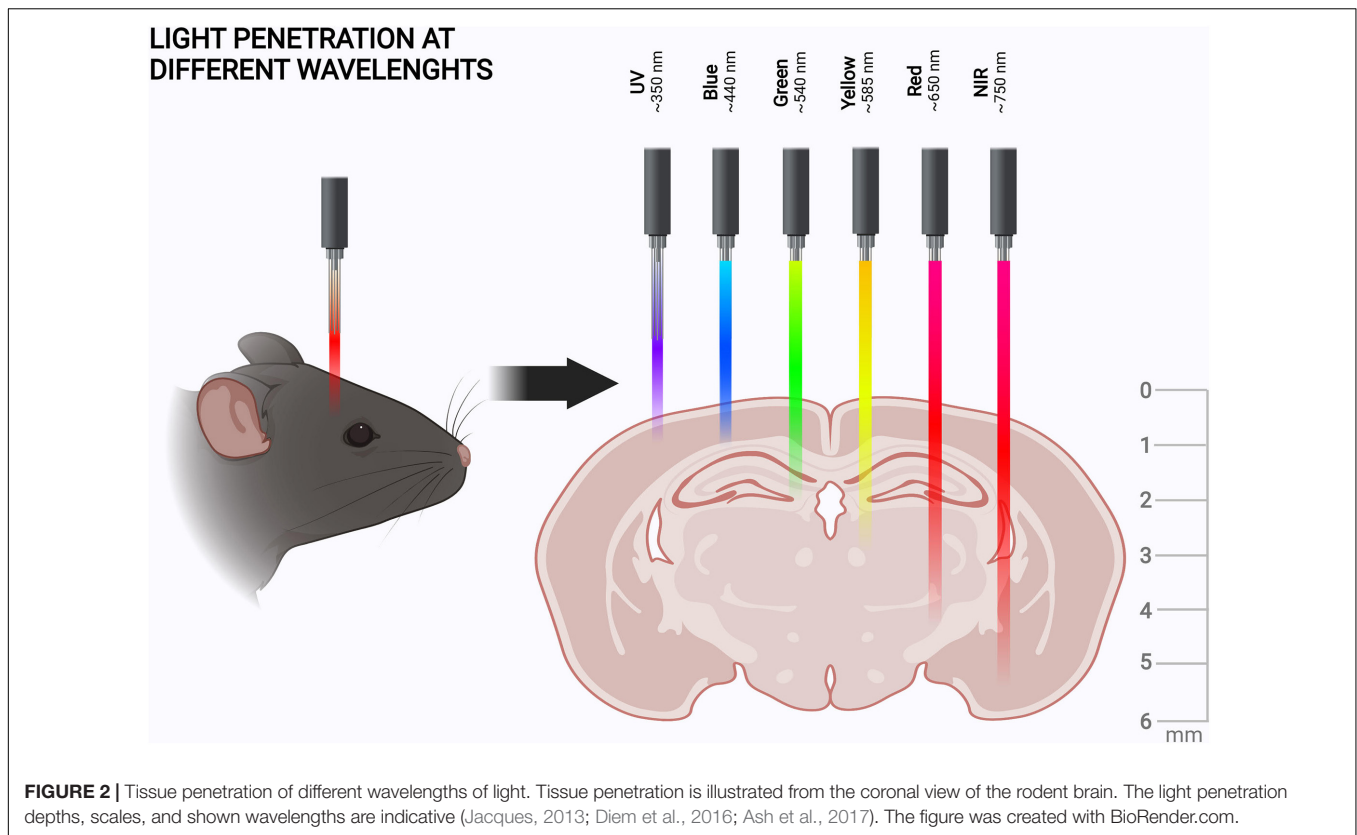 LIGHT PENETRATION AT
DIFFERENT WAVELENGHTS
UV
~350 nm
Blue
~440 nm
Green
~540 nm
Yellow
~585 nm
Red
~650 nm
NIR
~750 nm
0
1
2
3
4
5
6
mm
FIGURE 2 | Tissue penetration of different wavelengths of light. Tissue penetration is illustrated from the coronal view of the rodent brain. The light penetration
depths, scales, and shown wavelengths are indicative (Jacques, 2013; Diem et al., 2016; Ash et al., 2017). The figure was created with BioRender.com.